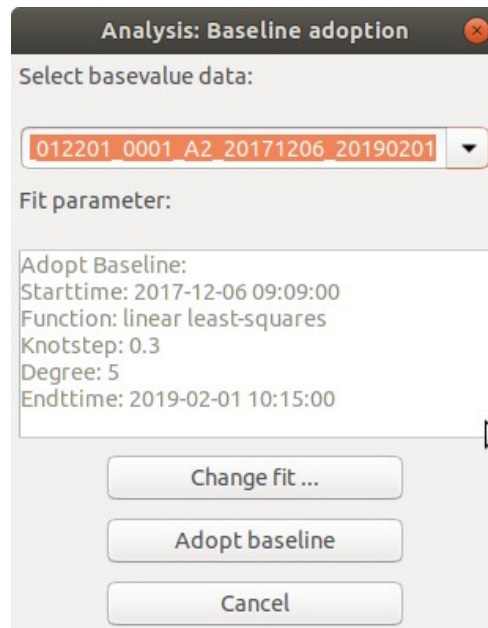 Analysis: Baseline adoption
Select basevalue data:
012201_0001_A2_20171206_20190201
Fit parameter:
Adopt Baseline:
Starttime: 2017-12-06 09:09:00
Function: linear least-squares
Knotstep: 0.3
Degree: 5
Endttime: 2019-02-01 10:15:00
Change fit ...
Adopt baseline
Cancel